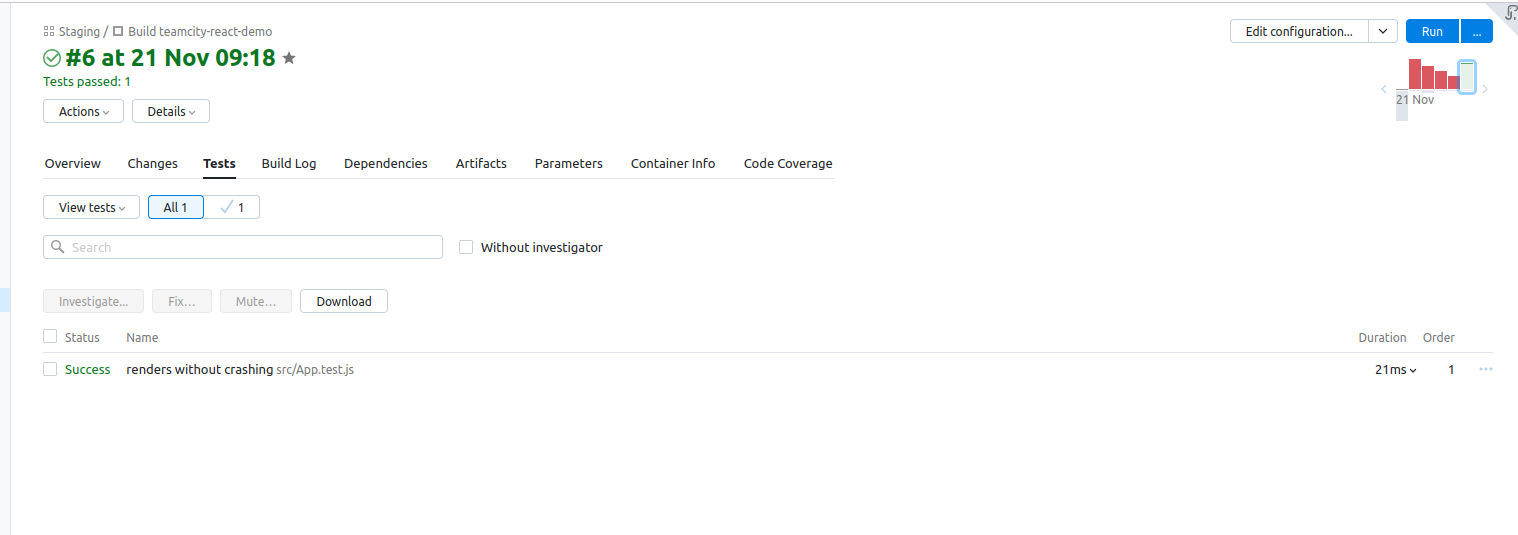 Staging / Build teamcity-react-demo
Edit configuration... Run ...
#6 at 21 Nov 09:18
Tests passed: 1
21 Nov
Actions Details
Overview Changes Tests Build Log Dependencies Artifacts Parameters Container Info Code Coverage
View tests All 1 1
Search Without investigator
Investigate... Fix... Mute... Download
Status Name Duration Order
Success renders without crashing src/App.test.js 21ms 1